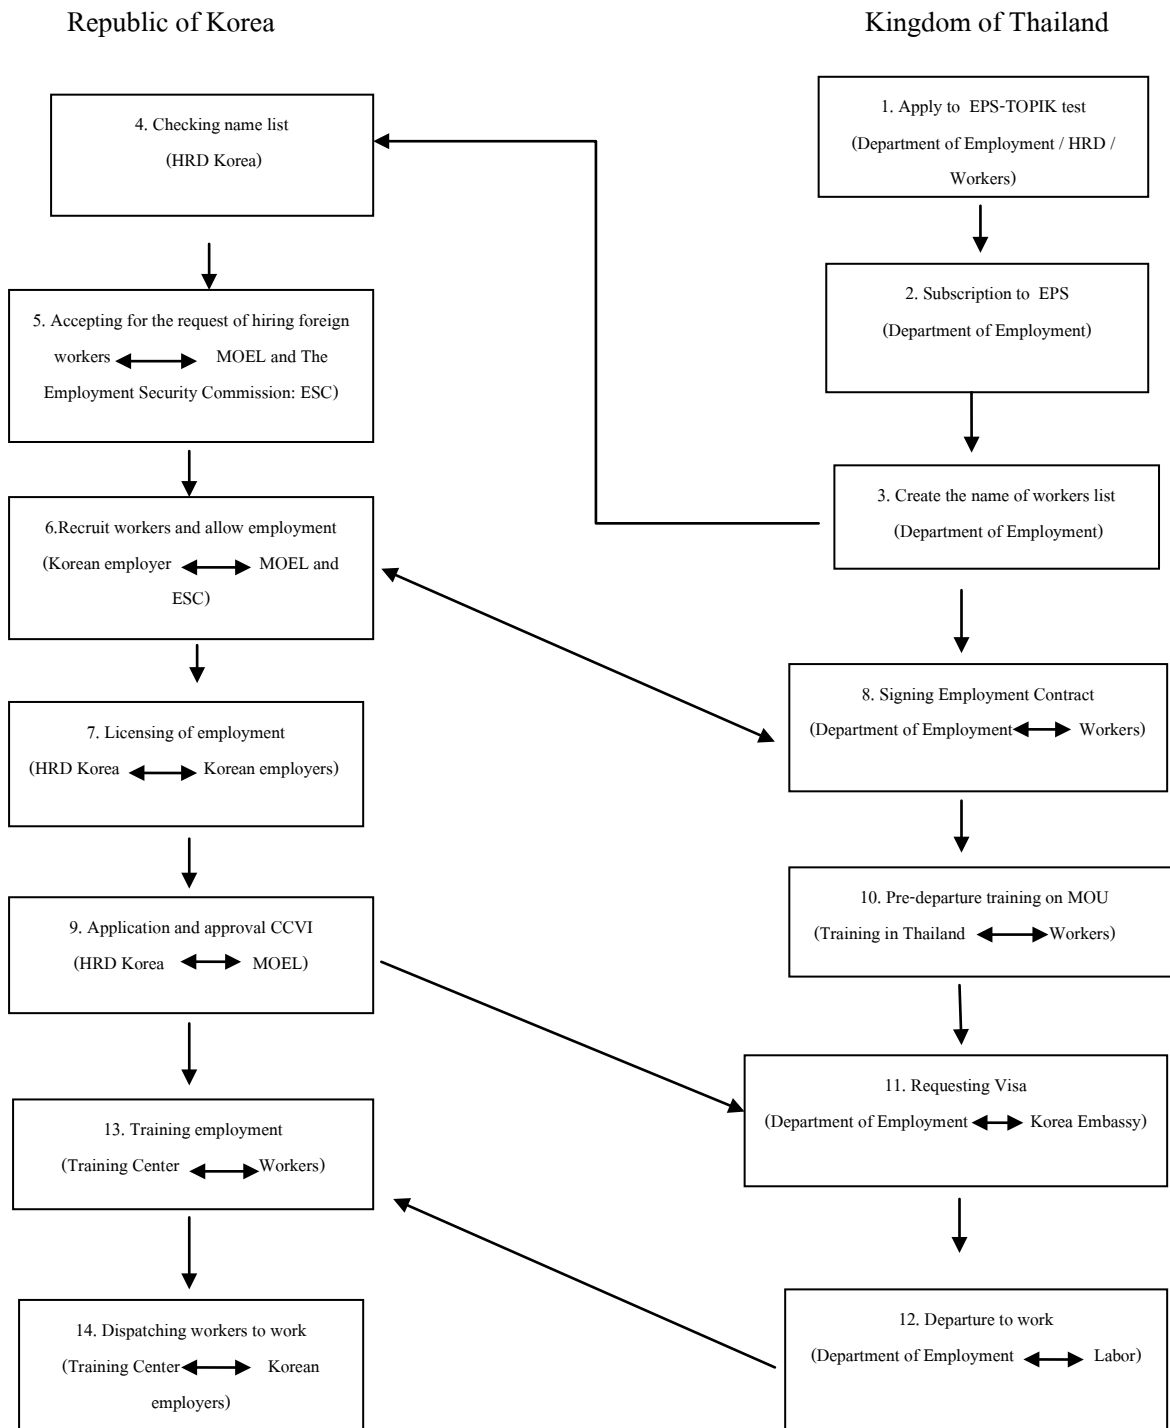 Republic of Korea
Kingdom of Thailand
1. Apply to EPS-TOPIK test
(Department of Employment / HRD /
Workers)
2. Subscription to EPS
(Department of Employment)
3. Create the name of workers list
(Department of Employment)
4. Checking name list
(HRD Korea)
5. Accepting for the request of hiring foreign
workers MOEL and The
Employment Security Commission: ESC)
6.Recruit workers and allow employment
(Korean employer MOEL and
ESC)
7. Licensing of employment
(HRD Korea Korean employers)
8. Signing Employment Contract
(Department of Employment Workers)
9. Application and approval CCVI
(HRD Korea MOEL)
10. Pre-departure training on MOU
(Training in Thailand Workers)
11. Requesting Visa
(Department of Employment Korea Embassy)
12. Departure to work
(Department of Employment Labor)
13. Training employment
(Training Center Workers)
14. Dispatching workers to work
(Training Center Korean
employers)